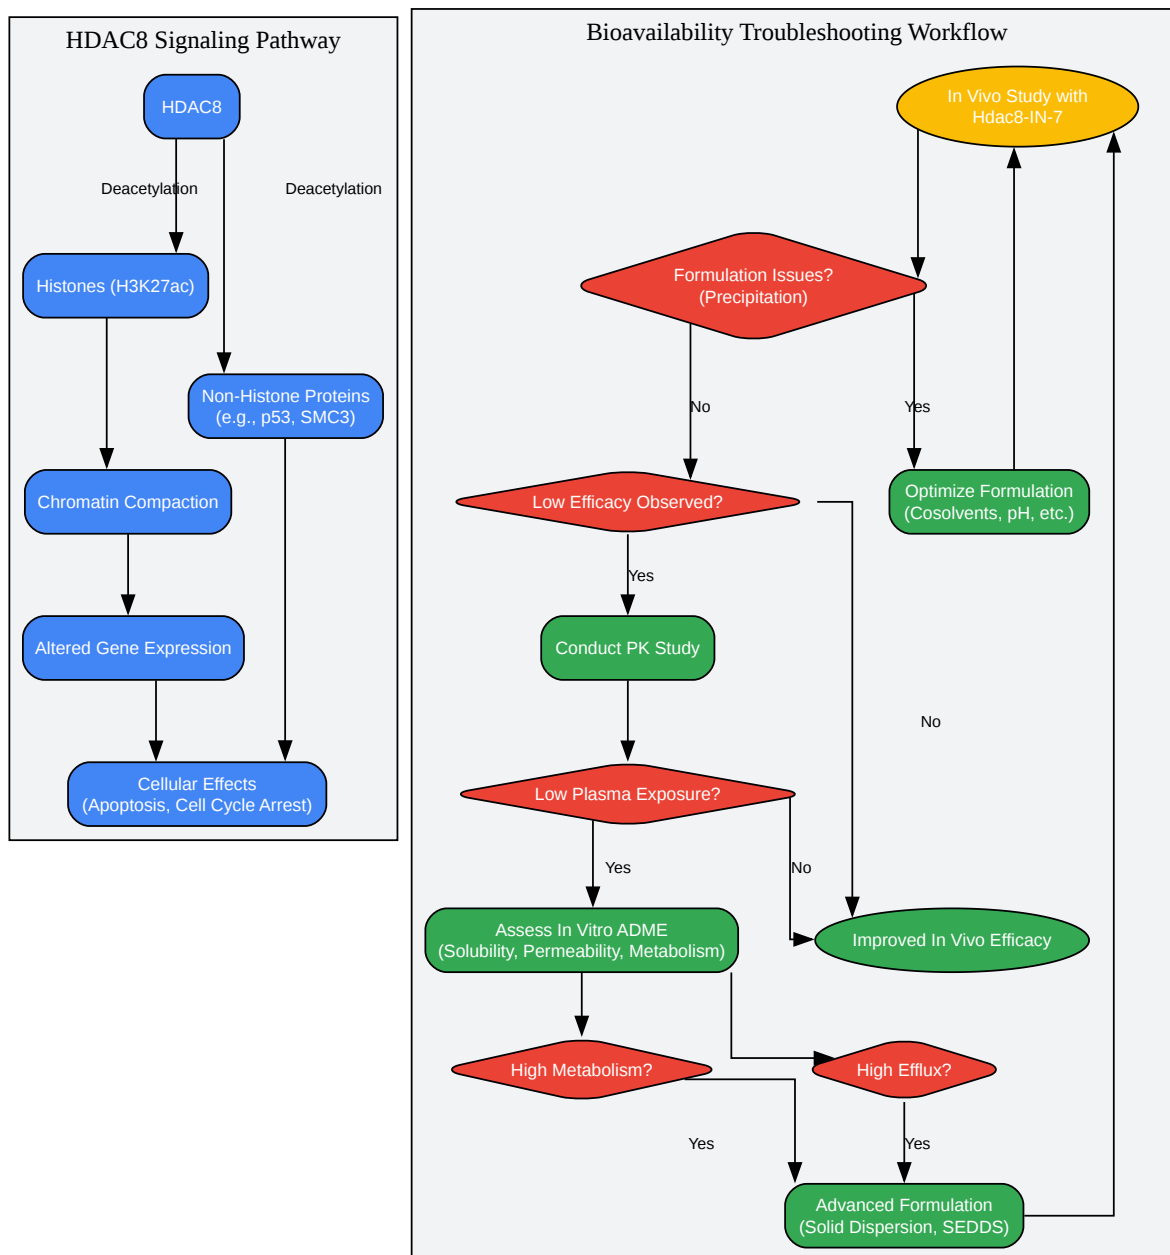 HDAC8 Signaling Pathway
HDAC8
Deacetylation
Deacetylation
Histones (H3K27ac)
Non-Histone Proteins
(e.g., p53, SMC3)
Chromatin Compaction
Altered Gene Expression
Cellular Effects
(Apoptosis, Cell Cycle Arrest)
Bioavailability Troubleshooting Workflow
In Vivo Study with
Hdac8-IN-7
Formulation Issues?
(Precipitation)
No
Yes
Low Efficacy Observed?
Optimize Formulation
(Cosolvents, pH, etc.)
Yes
Conduct PK Study
No
Low Plasma Exposure?
Yes
No
Assess In Vitro ADME
(Solubility, Permeability, Metabolism)
Improved In Vivo Efficacy
High Metabolism?
High Efflux?
Yes
Yes
Advanced Formulation
(Solid Dispersion, SEDDS)